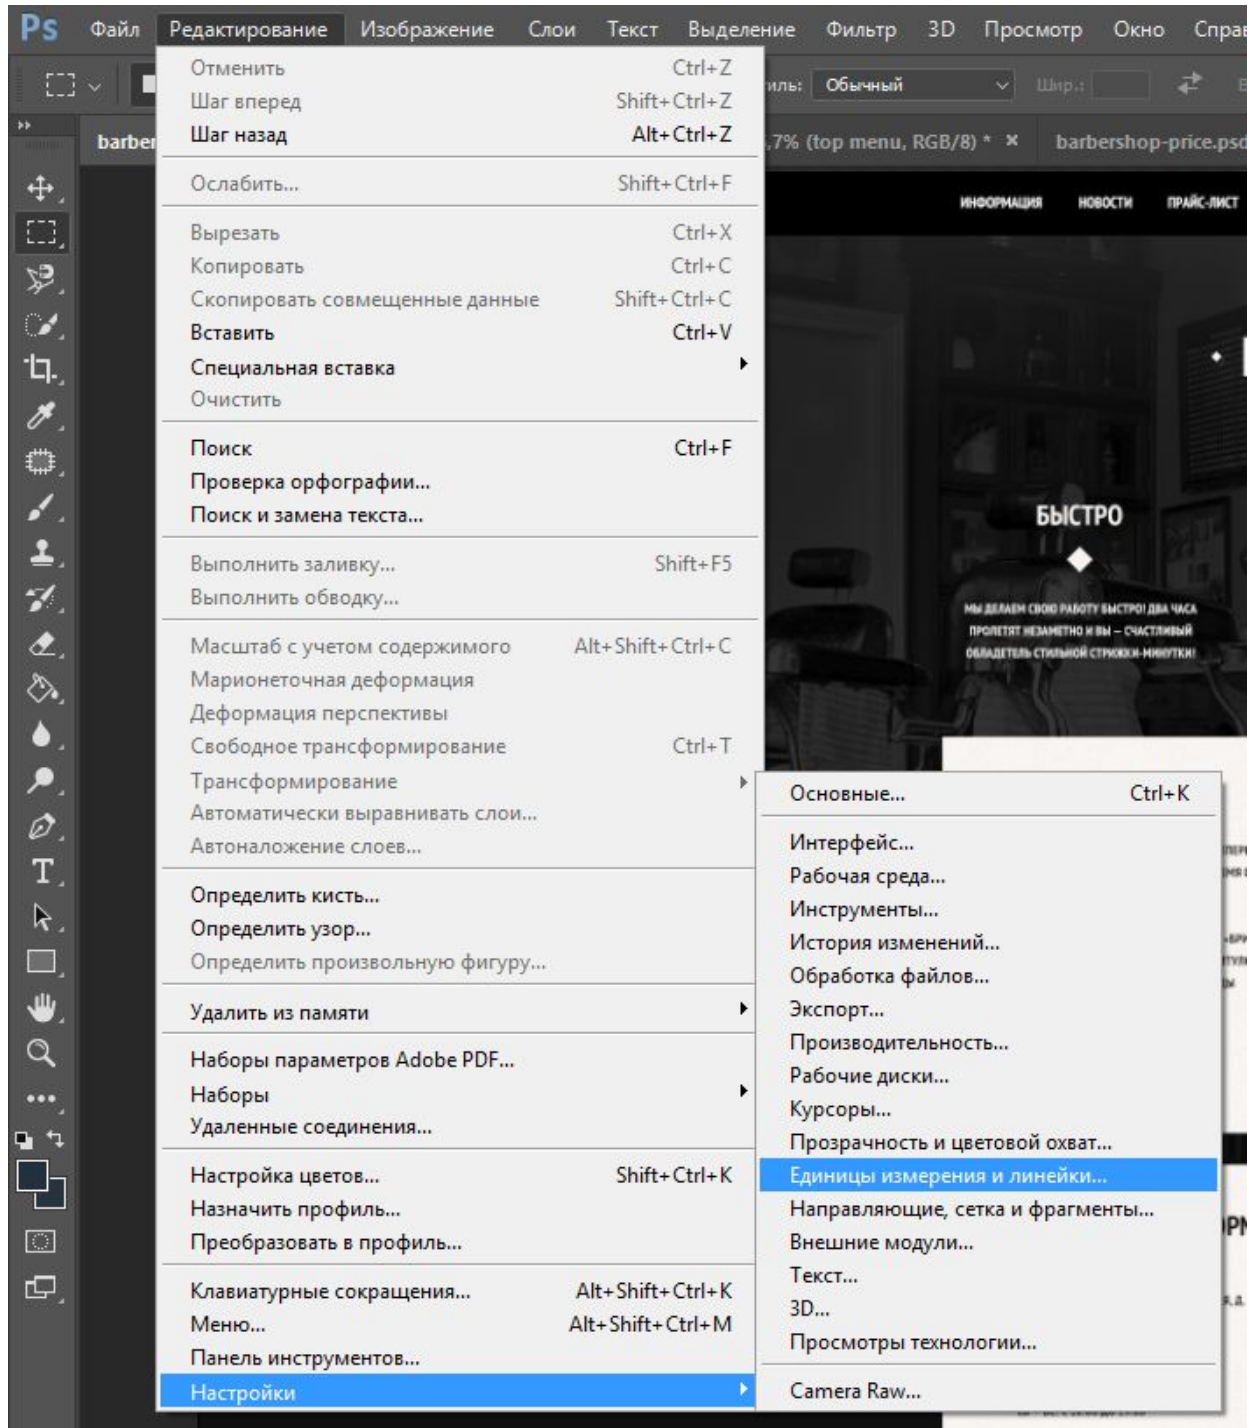 Ps Файл Редактирование Изображение Слои Текст Выделение Фильтр 3D Просмотр Окно Справ
иль: Обычный Шир.:
barber ,7% (top menu, RGB/8) * × barbershop-price.psd
Отменить Ctrl+Z
Шаг вперед Shift+Ctrl+Z
Шаг назад Alt+Ctrl+Z
Ослабить... Shift+Ctrl+F
Вырезать Ctrl+X
Копировать Ctrl+C
Скопировать совмещенные данные Shift+Ctrl+C
Вставить Ctrl+V
Специальная вставка
Очистить
Поиск Ctrl+F
Проверка орфографии...
Поиск и замена текста...
Выполнить заливку... Shift+F5
Выполнить обводку...
Масштаб с учетом содержимого Alt+Shift+Ctrl+C
Марионеточная деформация
Деформация перспективы
Свободное трансформирование Ctrl+T
Трансформирование
Автоматически выравнивать слои...
Автоналожение слоев...
Определить кисть...
Определить узор...
Определить произвольную фигуру...
Удалить из памяти
Наборы параметров Adobe PDF...
Наборы
Удаленные соединения...
Настройка цветов... Shift+Ctrl+K
Назначить профиль...
Преобразовать в профиль...
Клавиатурные сокращения... Alt+Shift+Ctrl+K
Меню... Alt+Shift+Ctrl+M
Панель инструментов...
Настройки
Основные... Ctrl+K
Интерфейс...
Рабочая среда...
Инструменты...
История изменений...
Обработка файлов...
Экспорт...
Производительность...
Рабочие диски...
Курсоры...
Прозрачность и цветовой охват...
Единицы измерения и линейки...
Направляющие, сетка и фрагменты...
Внешние модули...
Текст...
3D...
Просмотры технологии...
Camera Raw...
ИНФОРМАЦИЯ НОВОСТИ ПРАЙС-ЛИСТ
БЫСТРО
МЫ ДЕЛАЕМ СВОЮ РАБОТУ БЫСТРО! ДВА ЧАСА
ПРОЛЕТЯТ НЕЗАМЕТНО И ВЫ – СЧАСТЛИВЫЙ
ОБЛАДАТЕЛЬ СТИЛЬНОЙ СТРИЖКИ-МИНУТКИ!